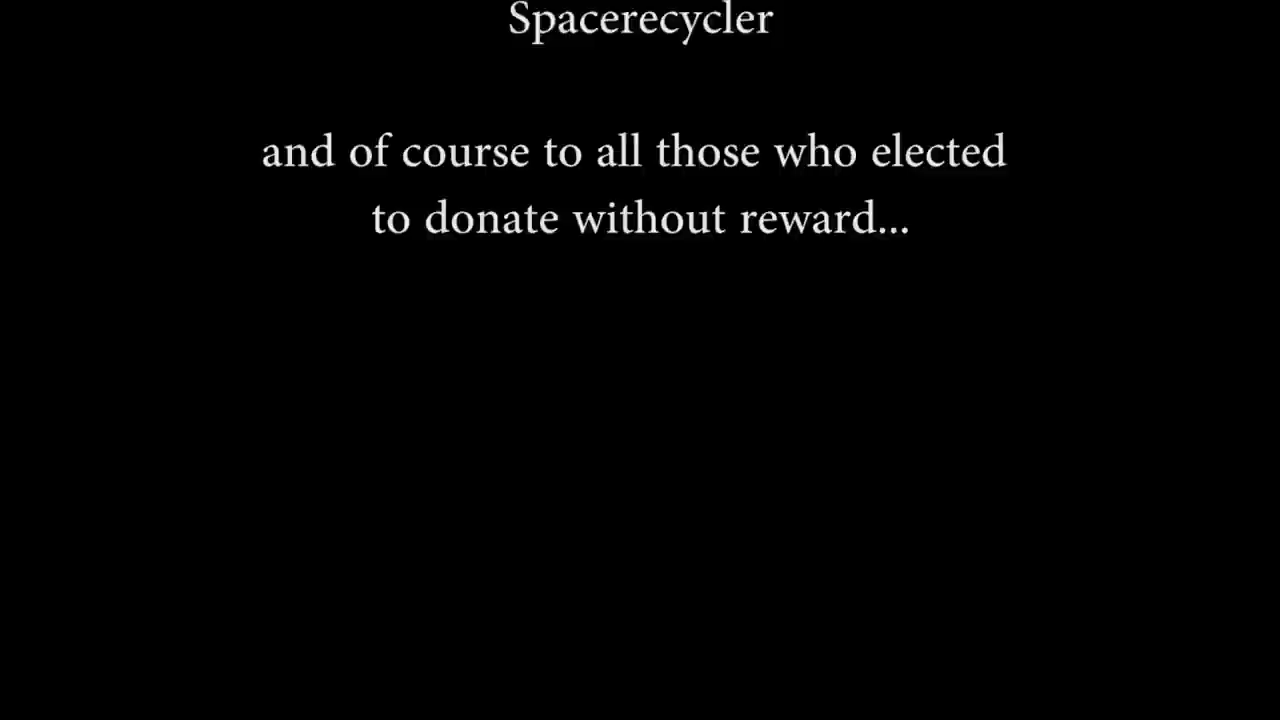 Spacerecycler
and of course to all those who elected
to donate without reward...